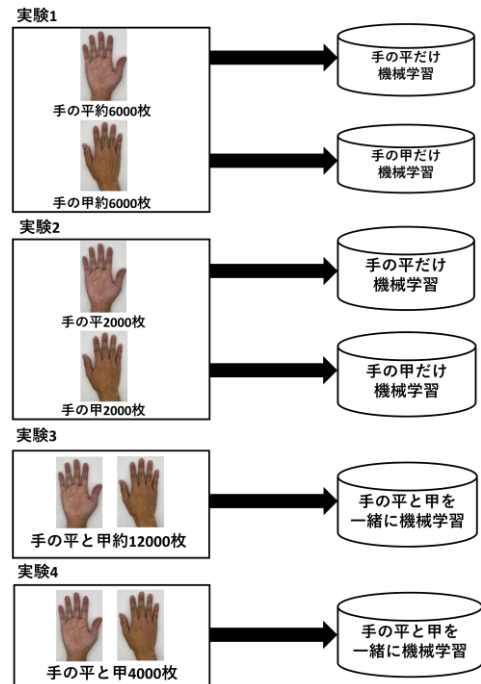 実験1
手の平約6000枚
手の平だけ
機械学習
手の甲約6000枚
手の甲だけ
機械学習
実験2
手の平2000枚
手の平だけ
機械学習
手の甲2000枚
手の甲だけ
機械学習
実験3
手の平と甲約12000枚
手の平と甲を
一緒に機械学習
実験4
手の平と甲4000枚
手の平と甲を
一緒に機械学習